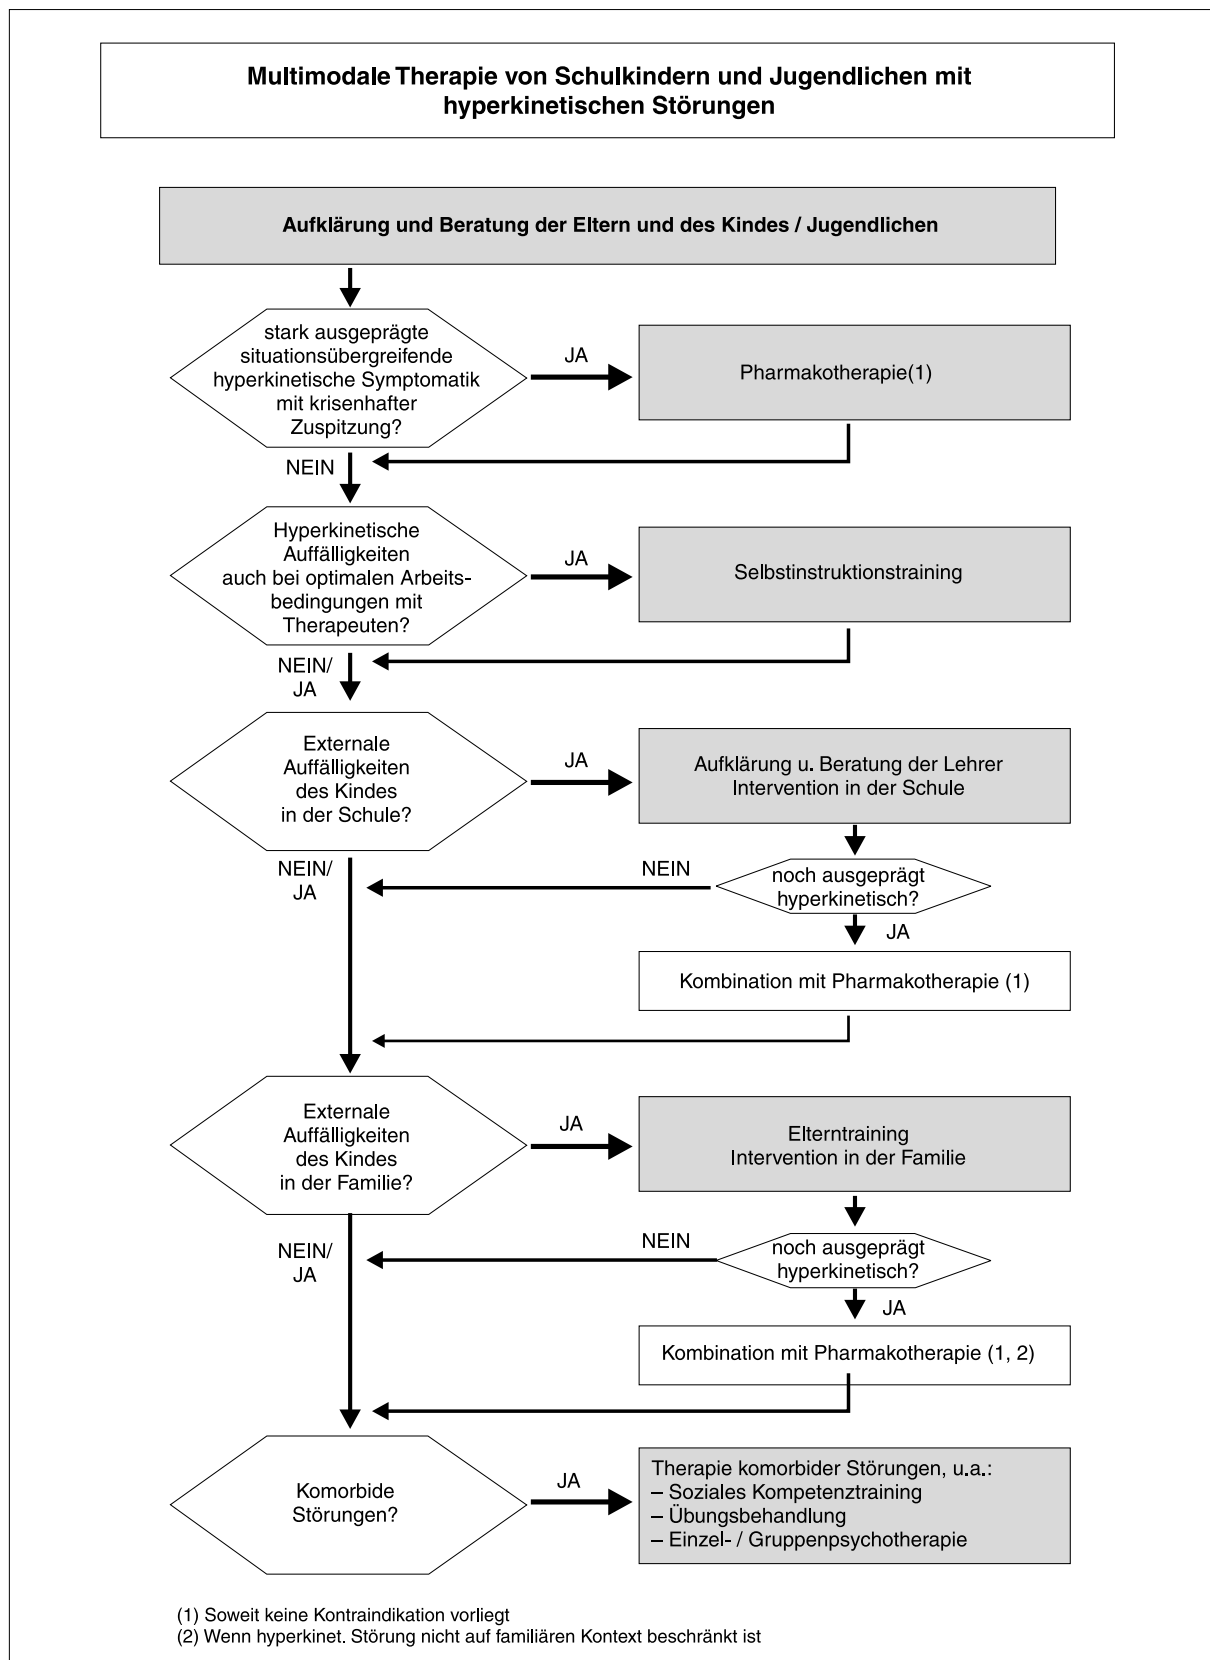 Multimodale Therapie von Schulkindern und Jugendlichen mit
hyperkinetischen Störungen
Aufklärung und Beratung der Eltern und des Kindes / Jugendlichen
stark ausgeprägte
situationsübergreifende
hyperkinetische Symptomatik
mit krisenhafter
Zuspitzung?
JA
Pharmakotherapie(1)
NEIN
Hyperkinetische
Auffälligkeiten
auch bei optimalen Arbeits-
bedingungen mit
Therapeuten?
JA
Selbstinstruktionstraining
NEIN/
JA
Externale
Auffälligkeiten
des Kindes
in der Schule?
JA
Aufklärung u. Beratung der Lehrer
Intervention in der Schule
NEIN/
JA
NEIN
noch ausgeprägt
hyperkinetisch?
JA
Kombination mit Pharmakotherapie (1)
Externale
Auffälligkeiten
des Kindes
in der Familie?
JA
Elterntraining
Intervention in der Familie
NEIN/
JA
NEIN
noch ausgeprägt
hyperkinetisch?
JA
Kombination mit Pharmakotherapie (1, 2)
Komorbide
Störungen?
JA
Therapie komorbider Störungen, u.a.:
– Soziales Kompetenztraining
– Übungsbehandlung
– Einzel- / Gruppenpsychotherapie
(1) Soweit keine Kontraindikation vorliegt
(2) Wenn hyperkinet. Störung nicht auf familiären Kontext beschränkt ist